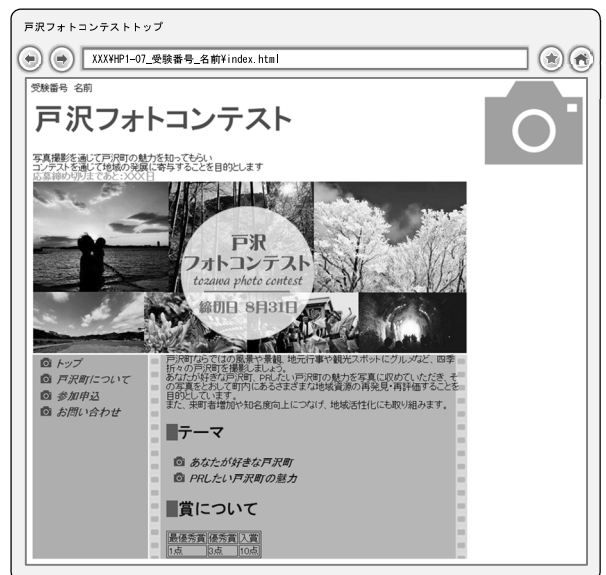 戸沢フォトコンテストトップ
XXX¥HP1-07_受験番号_名前¥index.html
受験番号 名前
戸沢フォトコンテスト
写真撮影を通じて戸沢町の魅力を知ってもらい
コンテストを通じて地域の発展に寄与することを目的とします
応募締め切りまであと:XXX日
戸沢
フォトコンテスト
tozawa photo contest
締切日 8月31日
トップ
戸沢町について
参加申込
お問い合わせ
戸沢町ならではの風景や景観、地元行事や観光スポットにグルメなど、四季
折々の戸沢町を撮影しましょう。
あなたが好きな戸沢町、PRしたい戸沢町の魅力を写真に収めていただき、そ
の写真をとおして町内にあるさまざまな地域資源の再発見・再評価することを
目的としています。
また、来町者増加や知名度向上につなげ、地域活性化にも取り組みます。
テーマ
あなたが好きな戸沢町
PRしたい戸沢町の魅力
賞について
最優秀賞 優秀賞 入賞
1点 3点 10点